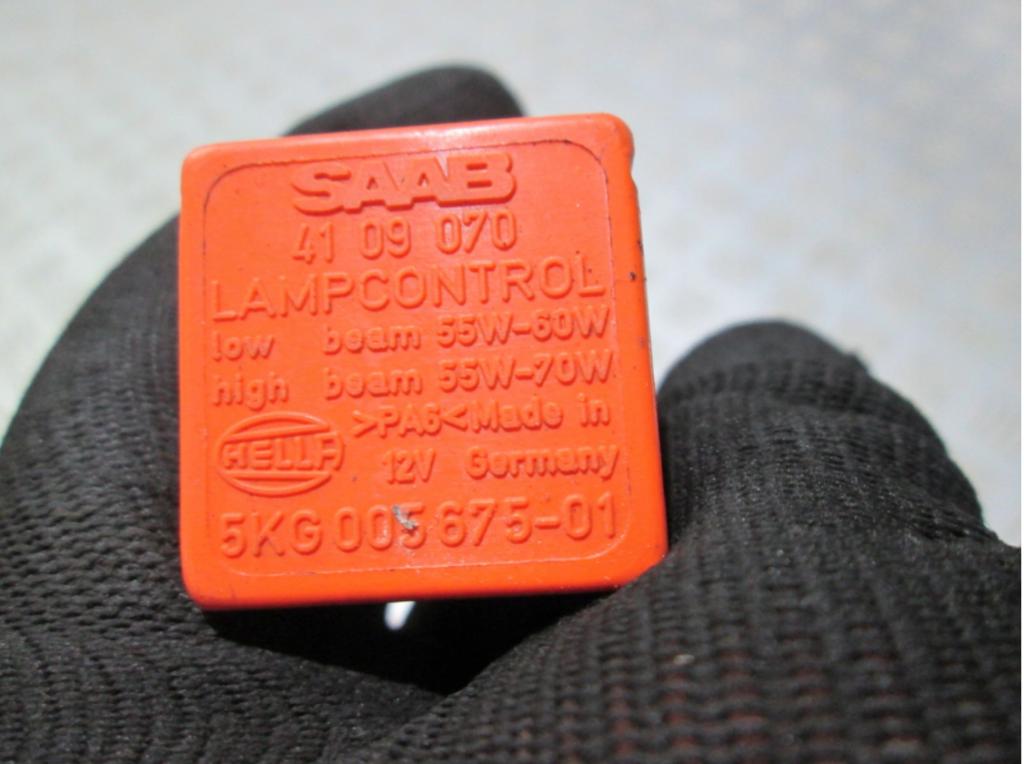 SAAB
41 09 070
LAMPCONTROL
low beam 55W-60W
high beam 55W-70W
>PA6< Made in
HELLA 12V Germany
5KG 005 675-01